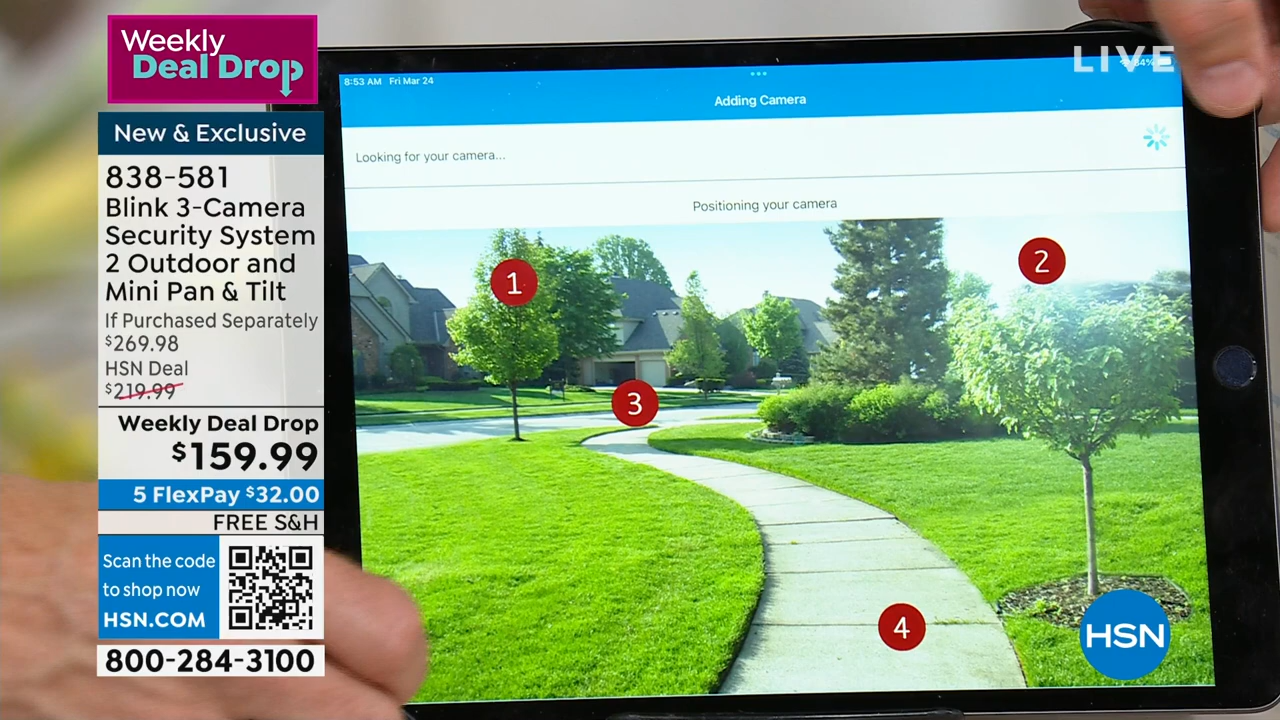 Weekly
Deal Drop
New & Exclusive
838-581
Blink 3-Camera
Security System
2 Outdoor and
Mini Pan & Tilt
If Purchased Separately
$269.98
HSN Deal
$219.99
Weekly Deal Drop
$159.99
5 FlexPay $32.00
FREE S&H
Scan the code
to shop now
HSN.COM
800-284-3100
LIVE
8:53 AM Fri Mar 24
84%
Adding Camera
Looking for your camera...
Positioning your camera
1
2
3
4
HSN